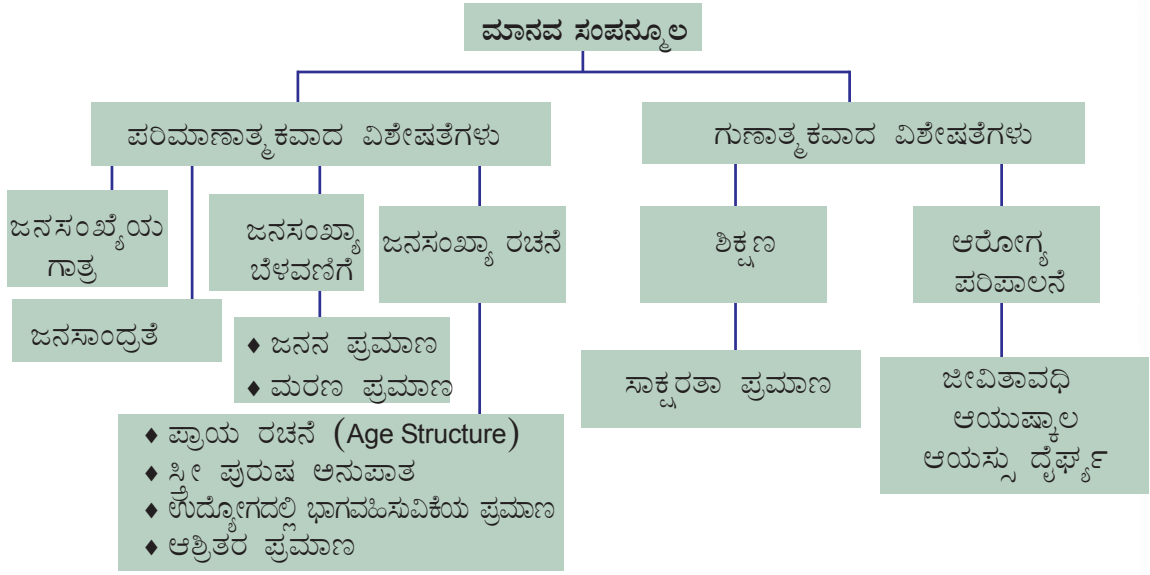 ಮಾನವ ಸಂಪನ್ಮೂಲ
ಪರಿಮಾಣಾತ್ಮಕವಾದ ವಿಶೇಷತೆಗಳು
ಗುಣಾತ್ಮಕವಾದ ವಿಶೇಷತೆಗಳು
ಜನಸಂಖ್ಯೆಯ
ಗಾತ್ರ
ಜನಸಾಂದ್ರತೆ
ಜನಸಂಖ್ಯಾ
ಬೆಳವಣಿಗೆ
♦ ಜನನ ಪ್ರಮಾಣ
♦ ಮರಣ ಪ್ರಮಾಣ
ಜನಸಂಖ್ಯಾ ರಚನೆ
♦ ಪ್ರಾಯ ರಚನೆ (Age Structure)
♦ ಸ್ತ್ರೀ ಪುರುಷ ಅನುಪಾತ
♦ ಉದ್ಯೋಗದಲ್ಲಿ ಭಾಗವಹಿಸುವಿಕೆಯ ಪ್ರಮಾಣ
♦ ಆಶ್ರಿತರ ಪ್ರಮಾಣ
ಶಿಕ್ಷಣ
ಸಾಕ್ಷರತಾ ಪ್ರಮಾಣ
ಆರೋಗ್ಯ
ಪರಿಪಾಲನೆ
ಜೀವಿತಾವಧಿ
ಆಯುಷ್ಕಾಲ
ಆಯಸ್ಸು ದೈರ್ಘ್ಯ